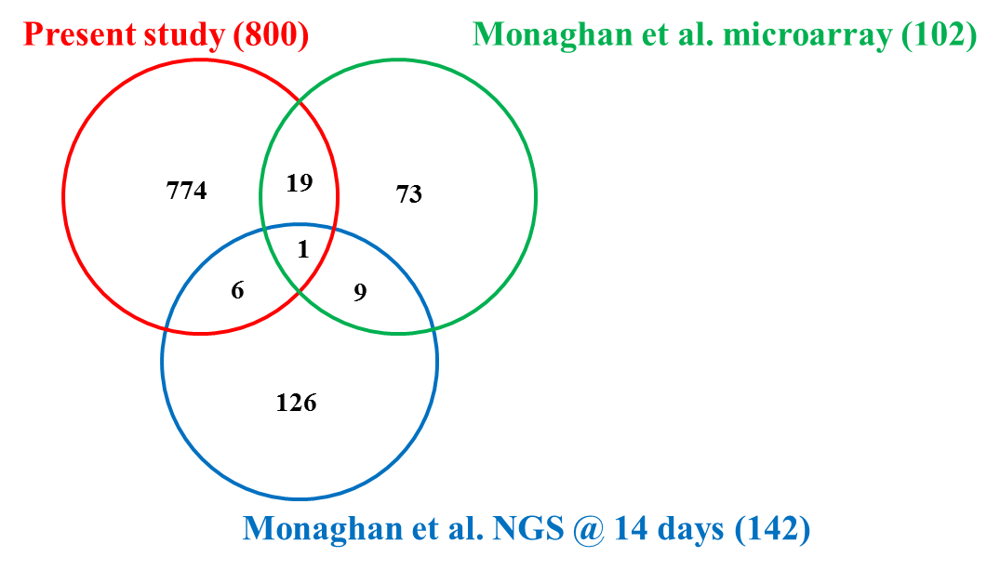 Present study (800)
Monaghan et al. microarray (102)
774
19
73
1
6
9
126
Monaghan et al. NGS @ 14 days (142)